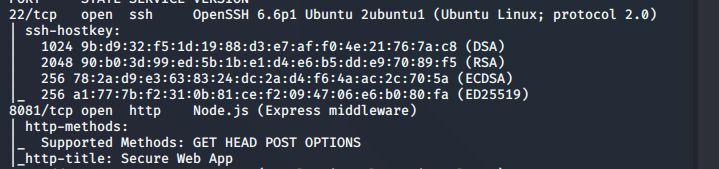 22/tcp   open  ssh     OpenSSH 6.6p1 Ubuntu 2ubuntu1 (Ubuntu Linux; protocol 2.0)
| ssh-hostkey:
|   1024 9b:d9:32:f5:1d:19:88:d3:e7:af:f0:4e:21:76:7a:c8 (DSA)
|   2048 90:b0:3d:99:ed:5b:1b:e1:d4:e6:b5:dd:e9:70:89:f5 (RSA)
|   256 78:2a:d9:e3:63:83:24:dc:2a:d4:f6:4a:ac:2c:70:5a (ECDSA)
|_  256 a1:77:7b:f2:31:0b:81:ce:f2:09:47:06:e6:b0:80:fa (ED25519)
8081/tcp open  http    Node.js (Express middleware)
| http-methods:
|_  Supported Methods: GET HEAD POST OPTIONS
|_http-title: Secure Web App